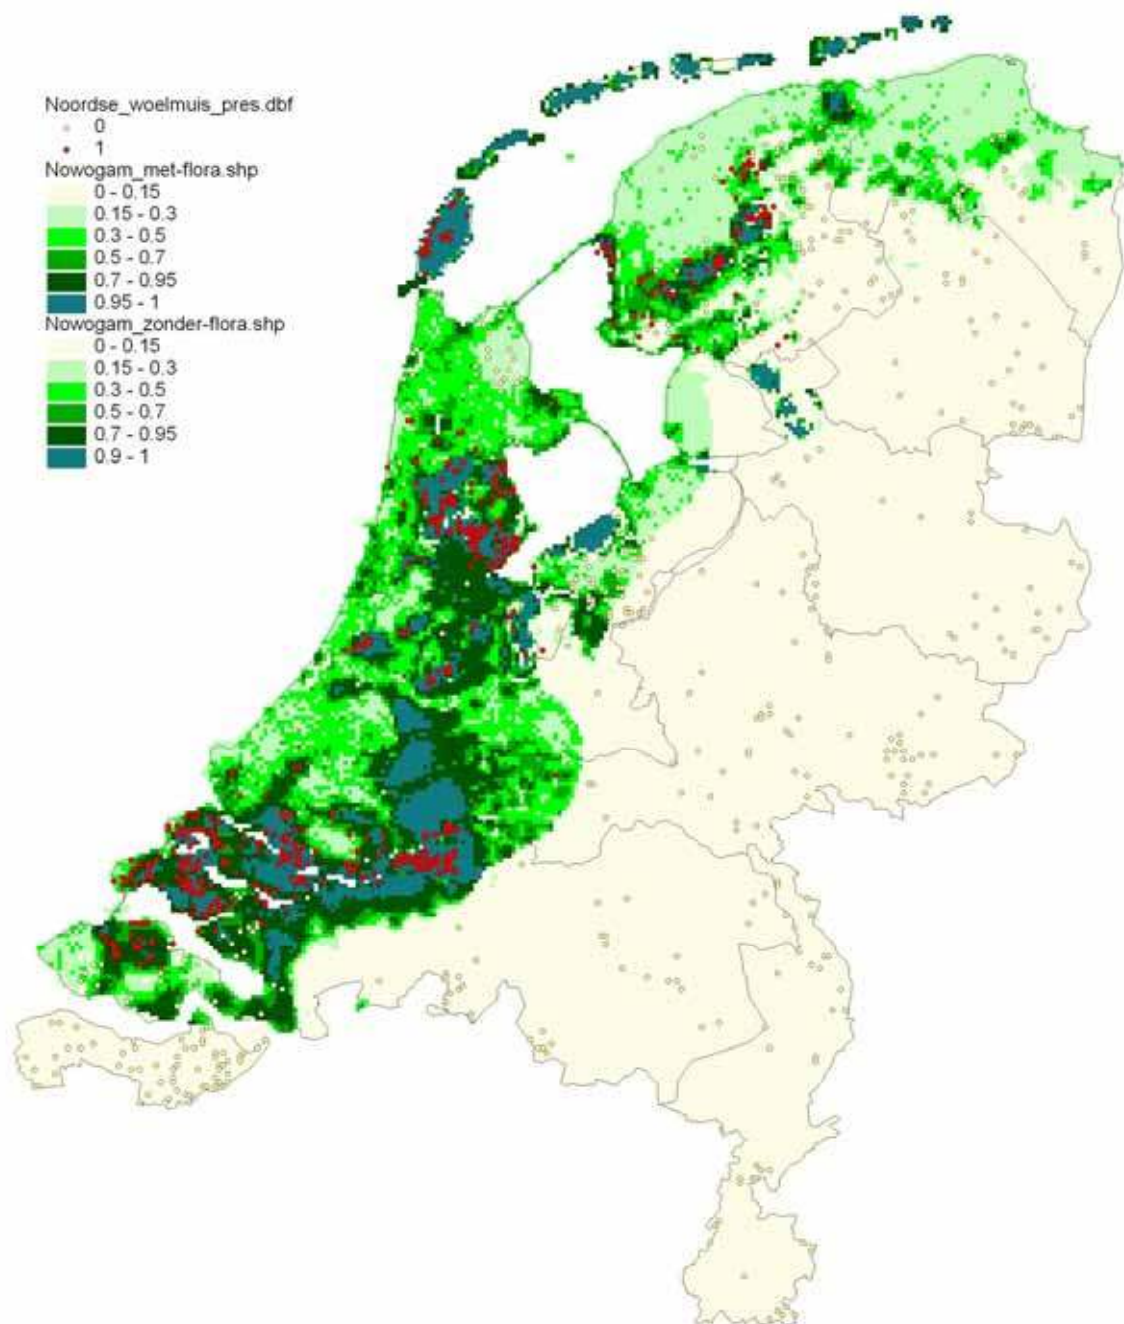 Noordse_woelmuis_pres.dbf
0
1
Nowogam_met-flora.shp
0 - 0.15
0.15 - 0.3
0.3 - 0.5
0.5 - 0.7
0.7 - 0.95
0.95 - 1
Nowogam_zonder-flora.shp
0 - 0.15
0.15 - 0.3
0.3 - 0.5
0.5 - 0.7
0.7 - 0.95
0.9 - 1